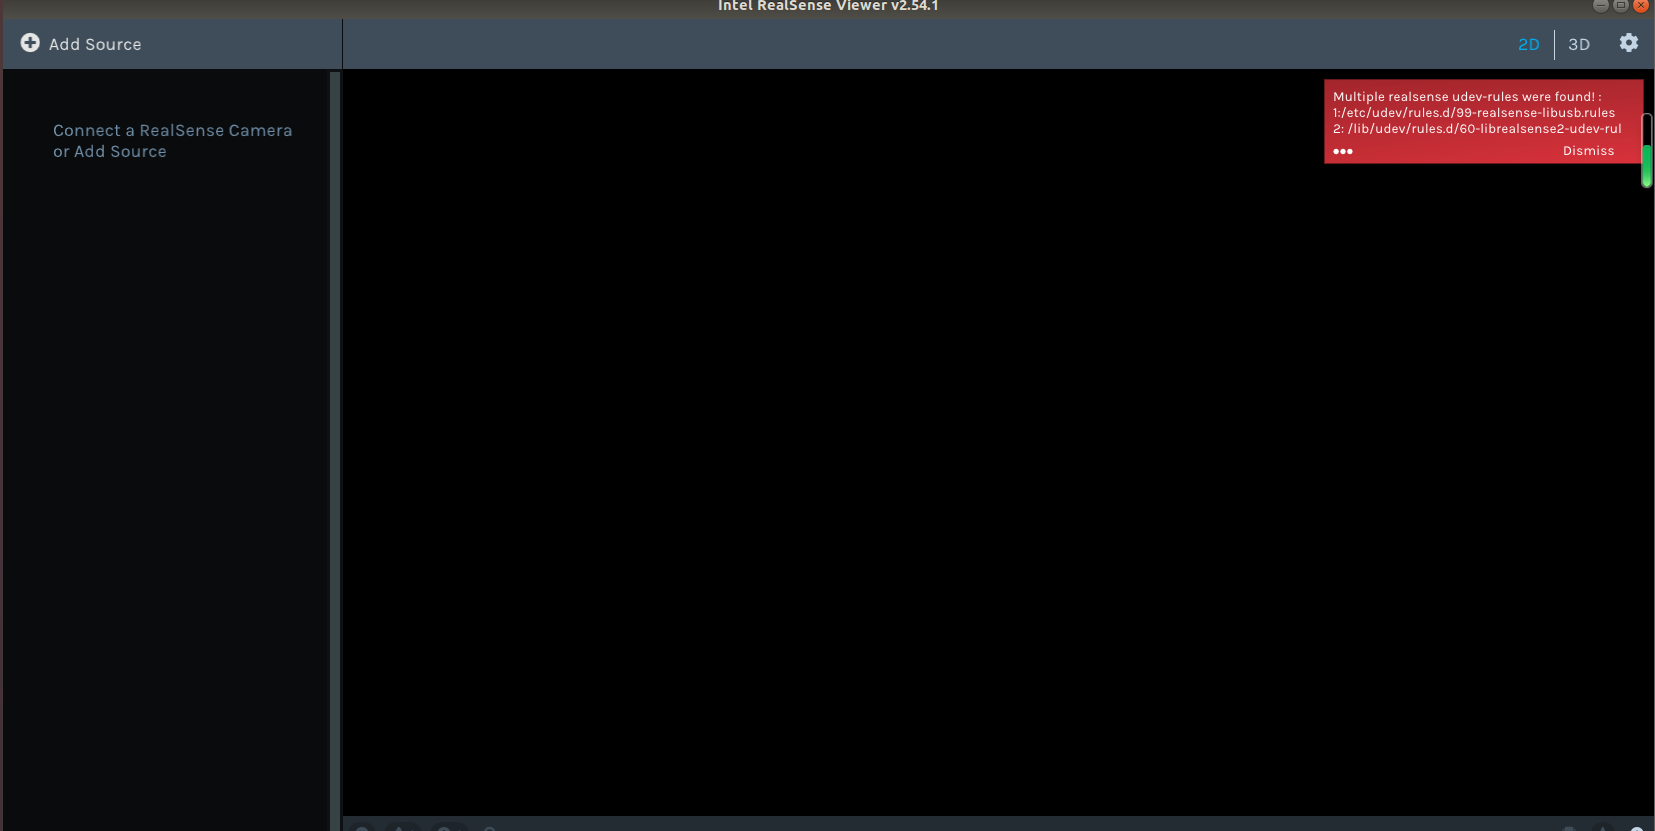 Intel RealSense Viewer v2.54.1
Add Source
2D
3D
Connect a RealSense Camera
or Add Source
Multiple realsense udev-rules were found! :
1:/etc/udev/rules.d/99-realsense-libusb.rules
2: /lib/udev/rules.d/60-librealsense2-udev-rul
Dismiss